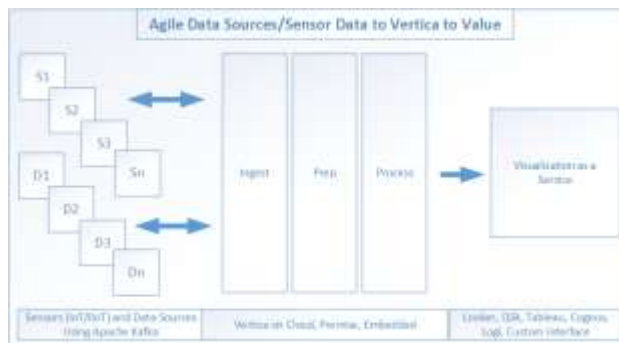 Agile Data Sources/Sensor Data to Vertica to Value
S1
S2
S3
Sn
D1
D2
D3
Dn
Ingest
Prep
Process
Visualization as a
Service
Sensors (IoT/IIoT) and Data Sources
Using Apache Kafka
Vertica on Cloud, Premise, Embedded
Looker, Qlik, Tableau, Cognos,
Logi, Custom Interface